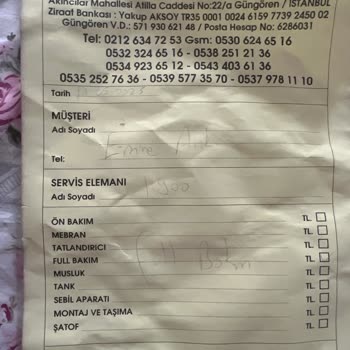 Akıncılar Mahallesi Atilla Caddesi No:22/a Güngören / İSTANBUL
Ziraat Bankası : Yakup AKSOY TR35 0001 0024 6159 7739 2450 02
Güngören V.D.: 571 930 621 48 / Posta Hesap No: 6286031
Tel: 0212 634 72 53 Gsm: 0530 624 65 16
0532 324 65 16 - 0538 251 21 36
0534 923 65 12 - 0543 403 61 36
0535 252 76 36 - 0539 577 35 70 - 0537 978 11 10
Tarih
MÜŞTERİ
Adı Soyadı
Emre
Tel:
SERVİS ELEMANI
Adı Soyadı
ÖN BAKIM TL
MEBRAN TL
TATLANDIRICI TL
FULL BAKIM TL
MUSLUK TL
TANK TL
SEBİL APARATI TL
MONTAJ VE TAŞIMA TL
ŞATOF TL